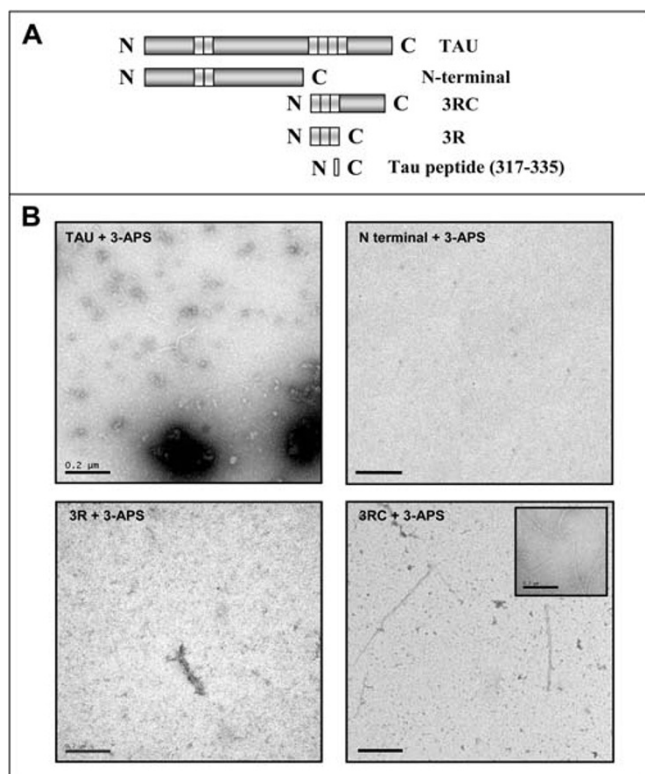 A
N C TAU
N C N-terminal
N C 3RC
N C 3R
N C Tau peptide (317-335)
B
TAU + 3-APS
N terminal + 3-APS
0.2 µm
3R + 3-APS
3RC + 3-APS